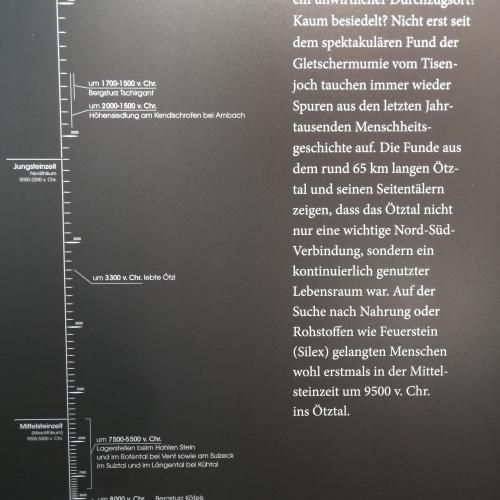 ein unwirtlicher Durchzugsort?
Kaum besiedelt? Nicht erst seit
dem spektakulären Fund der
Gletschermumie vom Tisen-
joch tauchen immer wieder
Spuren aus den letzten Jahr-
tausenden Menschheits-
geschichte auf. Die Funde aus
dem rund 65 km langen Ötz-
tal und seinen Seitentälern
zeigen, dass das Ötztal nicht
nur eine wichtige Nord-Süd-
Verbindung, sondern ein
kontinuierlich genutzter
Lebensraum war. Auf der
Suche nach Nahrung oder
Rohstoffen wie Feuerstein
(Silex) gelangten Menschen
wohl erstmals in der Mittel-
steinzeit um 9500 v. Chr.
ins Ötztal.
um 1700-1500 v. Chr.
Bergsturz Tschirgant
um 2000-1500 v. Chr.
Höhensiedlung am Kendlschrofen bei Ambach
Jungsteinzeit
Neolithikum
5500-2200 v. Chr.
um 3300 v. Chr. lebte Ötzi
Mittelsteinzeit
(Mesolithikum)
9500-5500 v. Chr.
um 7500-5500 v. Chr.
Lagerstellen beim Hohlen Stein
und im Rofental bei Vent sowie am Sulzeck
im Sulztal und im Längental bei Kühtai
um 8000 v. Chr. Bergsturz Köfels